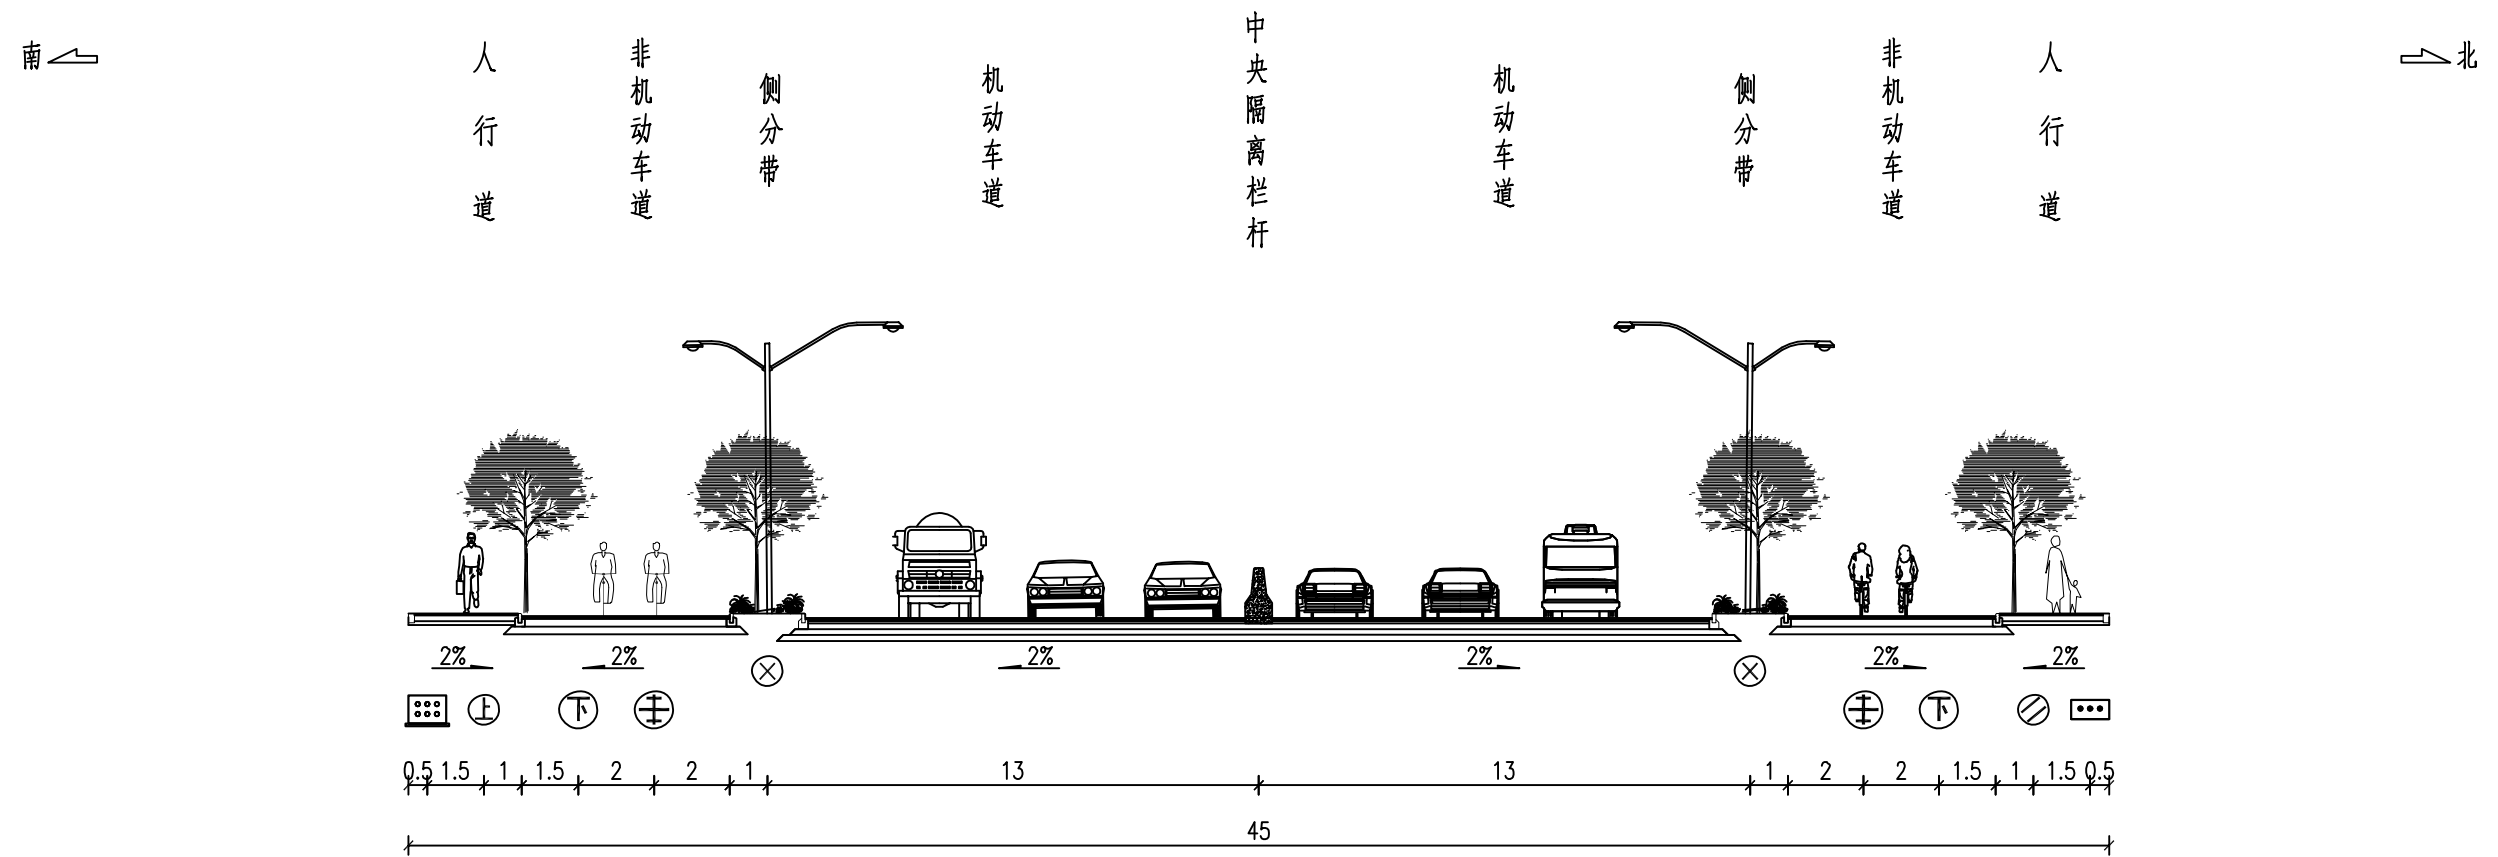 南
人行道
非机动车道
侧分带
机动车道
中央隔离栏杆
机动车道
侧分带
非机动车道
人行道
北
2% 2% 2% 2% 2% 2%
上 下 主 主 下
0.5 1.5 1 1.5 2 2 1 13 13 1 2 2 1.5 1 1.5 0.5
45